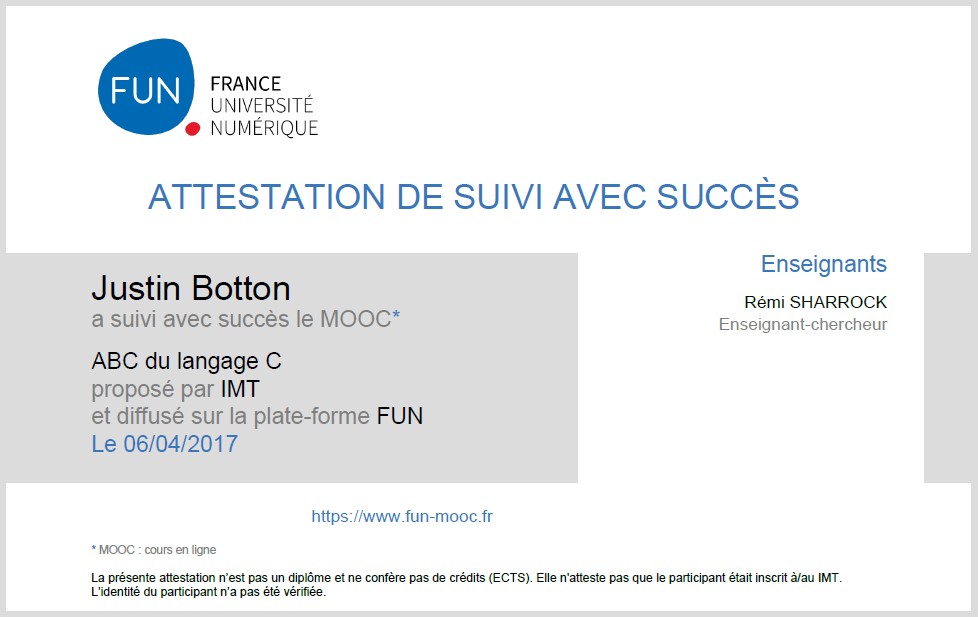 FUN
FRANCE
UNIVERSITÉ
NUMÉRIQUE
ATTESTATION DE SUIVI AVEC SUCCÈS
Justin Botton
a suivi avec succès le MOOC*
ABC du langage C
proposé par IMT
et diffusé sur la plate-forme FUN
Le 06/04/2017
Enseignants
Rémi SHARROCK
Enseignant-chercheur
https://www.fun-mooc.fr
* MOOC : cours en ligne
La présente attestation n'est pas un diplôme et ne confère pas de crédits (ECTS). Elle n'atteste pas que le participant était inscrit à/au IMT.
L'identité du participant n'a pas été vérifiée.